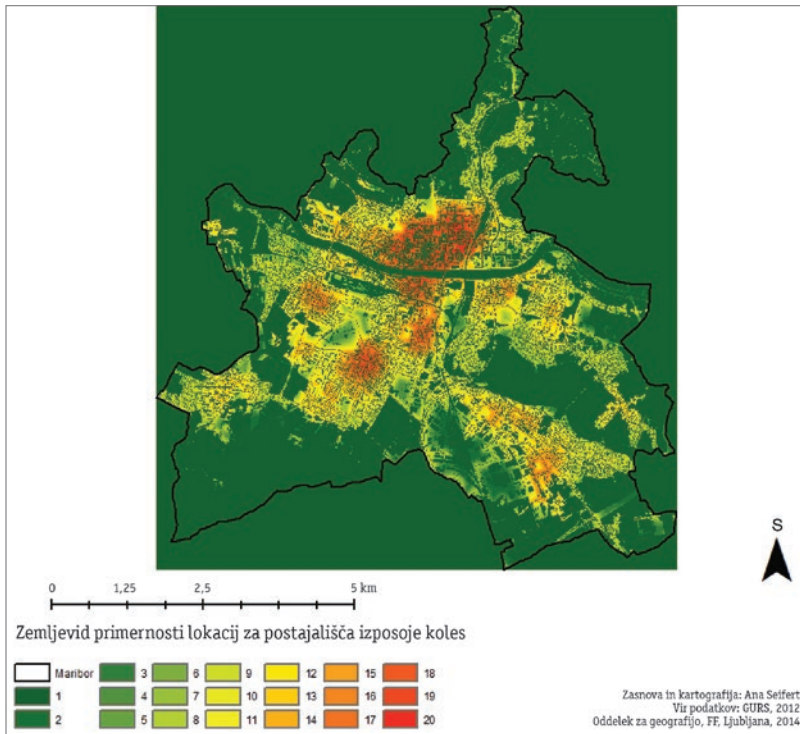 S
0 1,25 2,5 5 km
Zemljevid primernosti lokacij za postajališča izposoje koles
Maribor 3 6 9 12 15 18
1 4 7 10 13 16 19
2 5 8 11 14 17 20
Zasnova in kartografija: Ana Seifert
Vir podatkov: GURS, 2012
Oddelek za geografijo, FF, Ljubljana, 2014